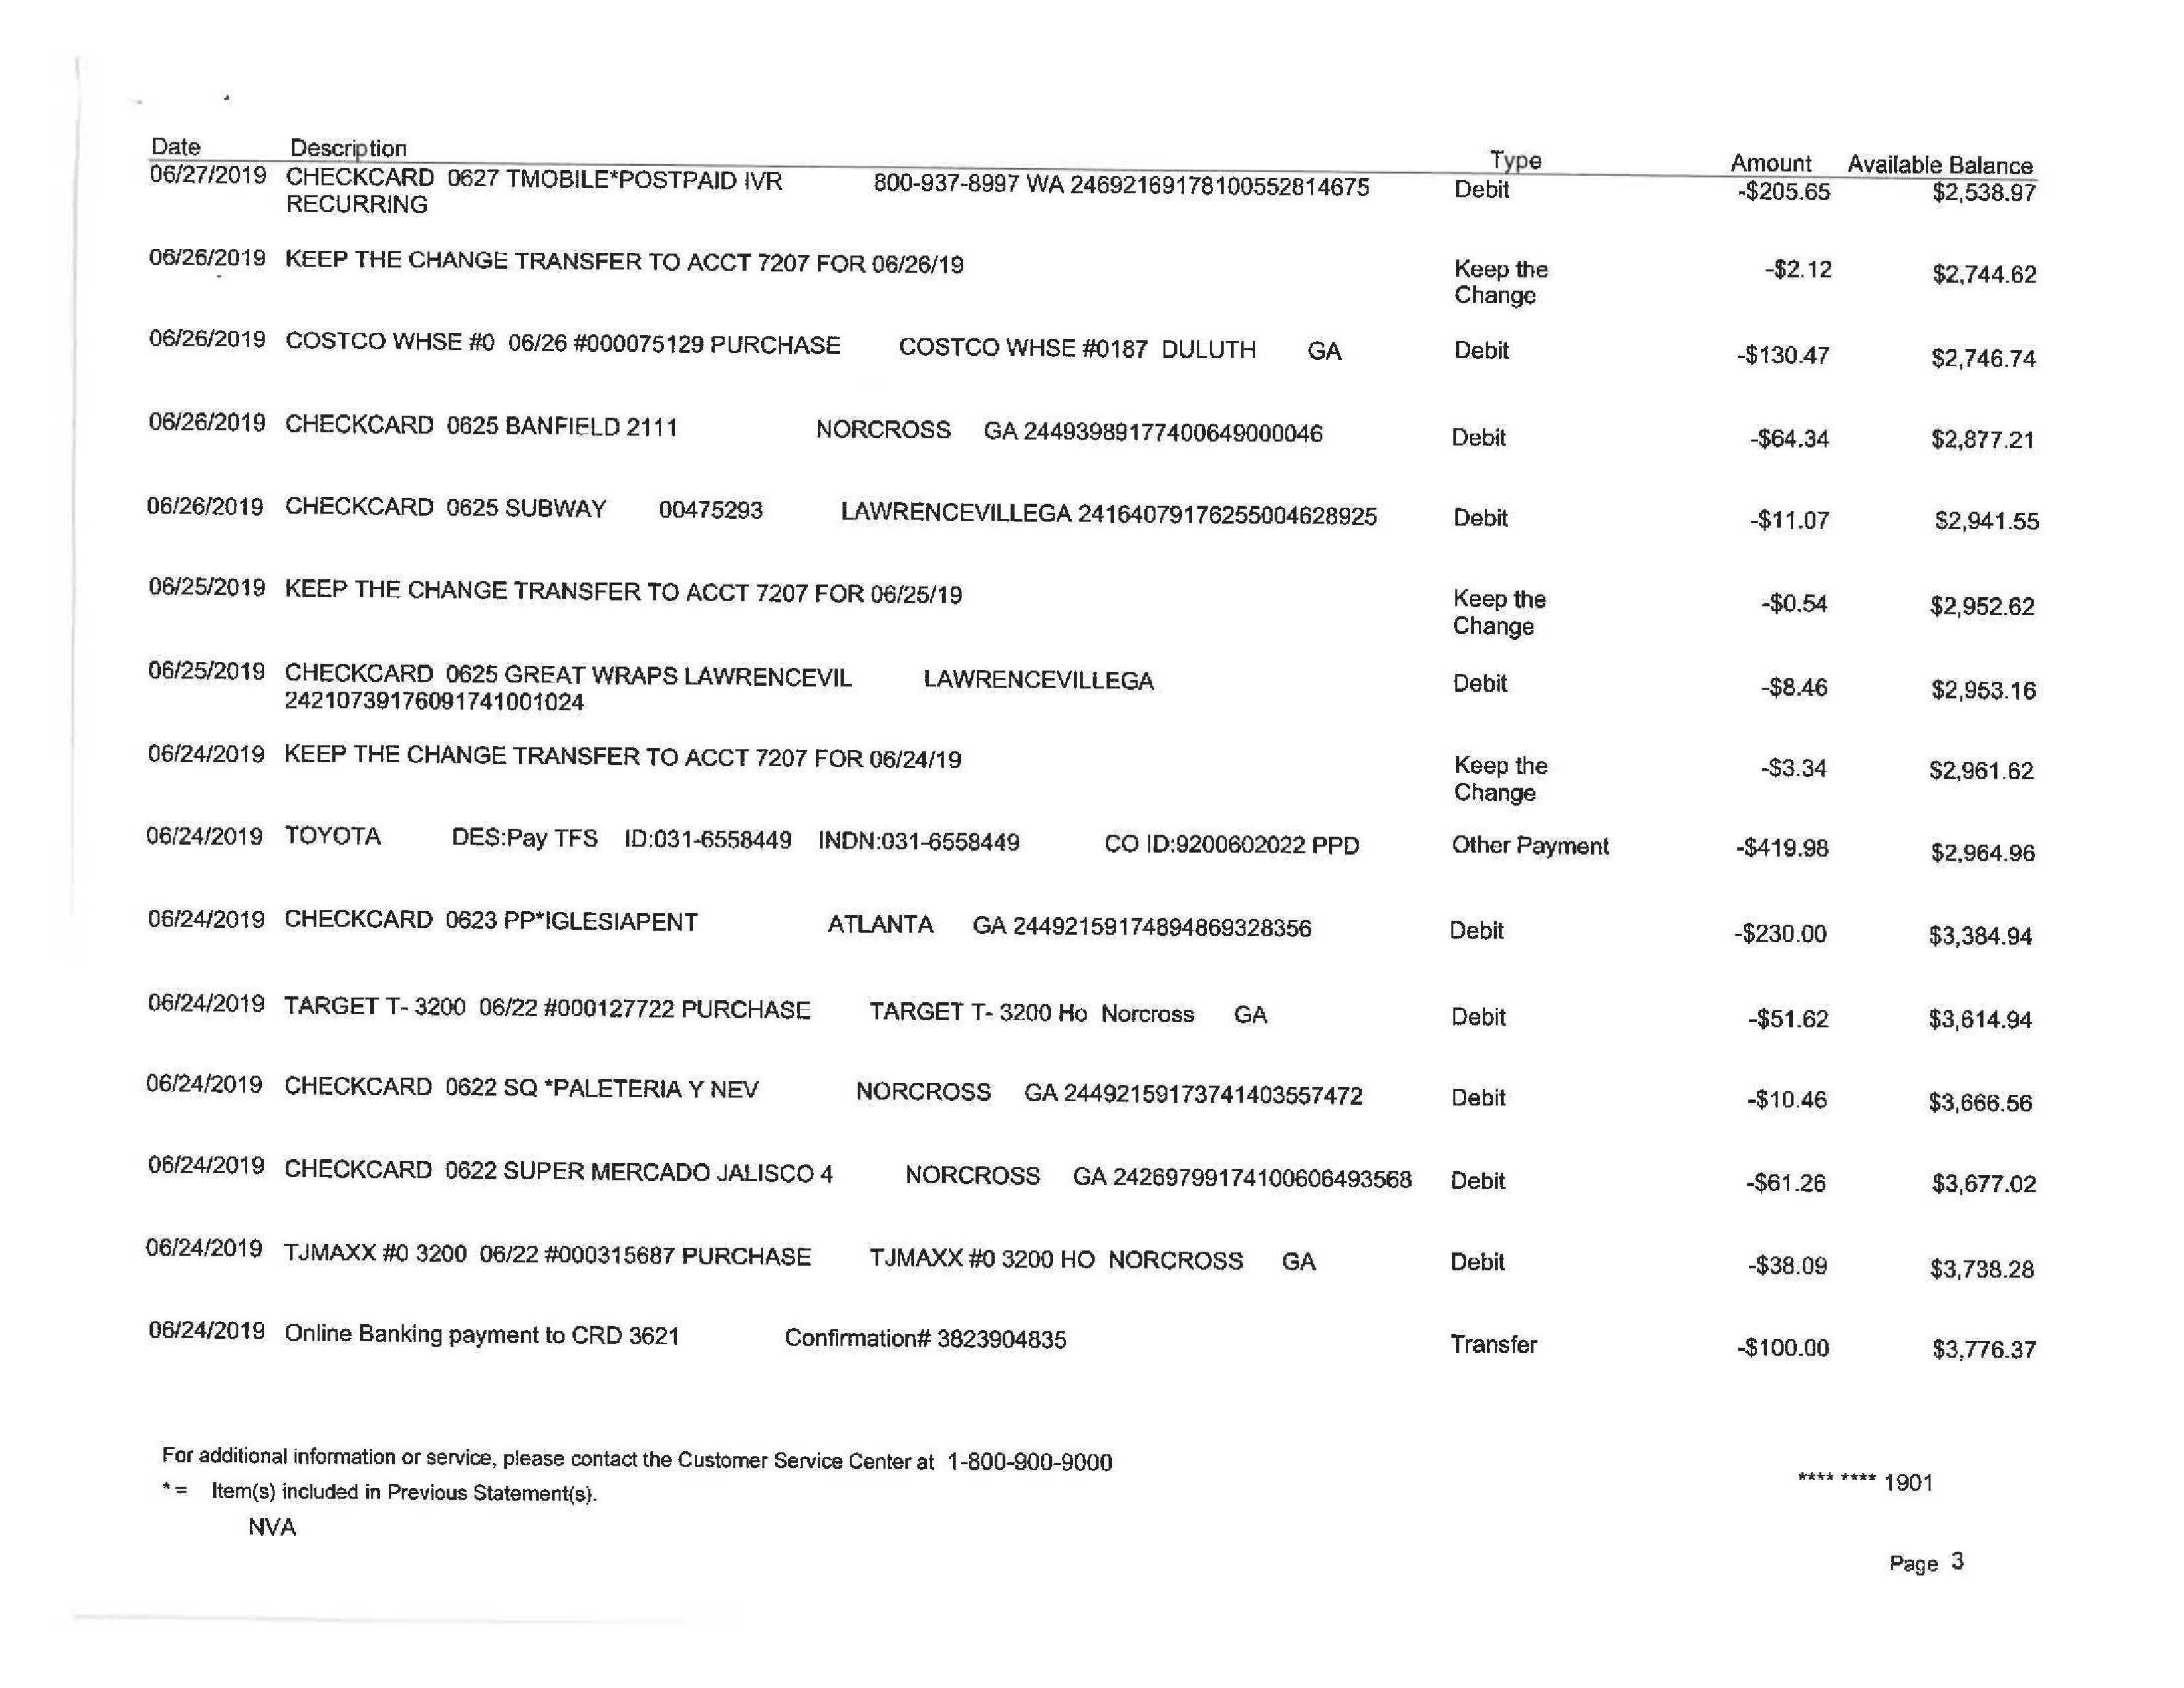 Date Description Type Amount Available Balance
06/27/2019 CHECKCARD 0627 TMOBILE*POSTPAID IVR 800-937-8997 WA 24692169178100552814675 Debit -$205.65 $2,538.97
RECURRING
06/26/2019 KEEP THE CHANGE TRANSFER TO ACCT 7207 FOR 06/26/19 Keep the -$2.12 $2,744.62
Change
06/26/2019 COSTCO WHSE #0 06/26 #000075129 PURCHASE COSTCO WHSE #0187 DULUTH GA Debit -$130.47 $2,746.74
06/26/2019 CHECKCARD 0625 BANFIELD 2111 NORCROSS GA 24493989177400649000046 Debit -$64.34 $2,877.21
06/26/2019 CHECKCARD 0625 SUBWAY 00475293 LAWRENCEVILLEGA 24164079176255004628925 Debit -$11.07 $2,941.55
06/25/2019 KEEP THE CHANGE TRANSFER TO ACCT 7207 FOR 06/25/19 Keep the -$0.54 $2,952.62
Change
06/25/2019 CHECKCARD 0625 GREAT WRAPS LAWRENCEVIL LAWRENCEVILLEGA Debit -$8.46 $2,953.16
24210739176091741001024
06/24/2019 KEEP THE CHANGE TRANSFER TO ACCT 7207 FOR 06/24/19 Keep the -$3.34 $2,961.62
Change
06/24/2019 TOYOTA DES:Pay TFS ID:031-6558449 INDN:031-6558449 CO ID:9200602022 PPD Other Payment -$419.98 $2,964.96
06/24/2019 CHECKCARD 0623 PP*IGLESIAPENT ATLANTA GA 24492159174894869328356 Debit -$230.00 $3,384.94
06/24/2019 TARGET T- 3200 06/22 #000127722 PURCHASE TARGET T- 3200 Ho Norcross GA Debit -$51.62 $3,614.94
06/24/2019 CHECKCARD 0622 SQ *PALETERIA Y NEV NORCROSS GA 24492159173741403557472 Debit -$10.46 $3,666.56
06/24/2019 CHECKCARD 0622 SUPER MERCADO JALISCO 4 NORCROSS GA 24269799174100606493568 Debit -$61.26 $3,677.02
06/24/2019 TJMAXX #0 3200 06/22 #000315687 PURCHASE TJMAXX #0 3200 HO NORCROSS GA Debit -$38.09 $3,738.28
06/24/2019 Online Banking payment to CRD 3621 Confirmation# 3823904835 Transfer -$100.00 $3,776.37
For additional information or service, please contact the Customer Service Center at 1-800-900-9000
* = Item(s) included in Previous Statement(s).
**** **** 1901
NVA
Page 3